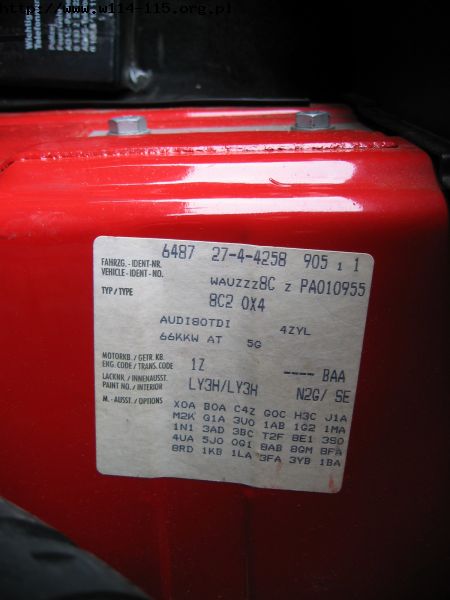 http://www.w114-115.org.pl
Wichtig
Telefonn
6487 27-4-4258 905 1 1
FAHRZG.-IDENT-NR.
VEHICLE-IDENT-NO. WAUZZZ8C Z PA010955
TYP/TYPE 8C2 0X4
AUDI80TDI 4ZYL
66KKW AT 5G
MOTORKB./GETR.KB.
ENG.CODE/TRANS.CODE 1Z ---- BAA
LACKNR./INNENAUSST.
PAINT NO./INTERIOR LY3H/LY3H N2G/ SE
M.-AUSST./OPTIONS
X0A B0A C4Z G0C H3C J1A
M2K G1A 3U0 1AB 1G2 1MA
1N1 3AD 3BC T2F 8E1 3S0
4UA 5J0 0G1 8AB 8GM 8FA
8RD 1KB 1LA 3FA 3YB 1BA